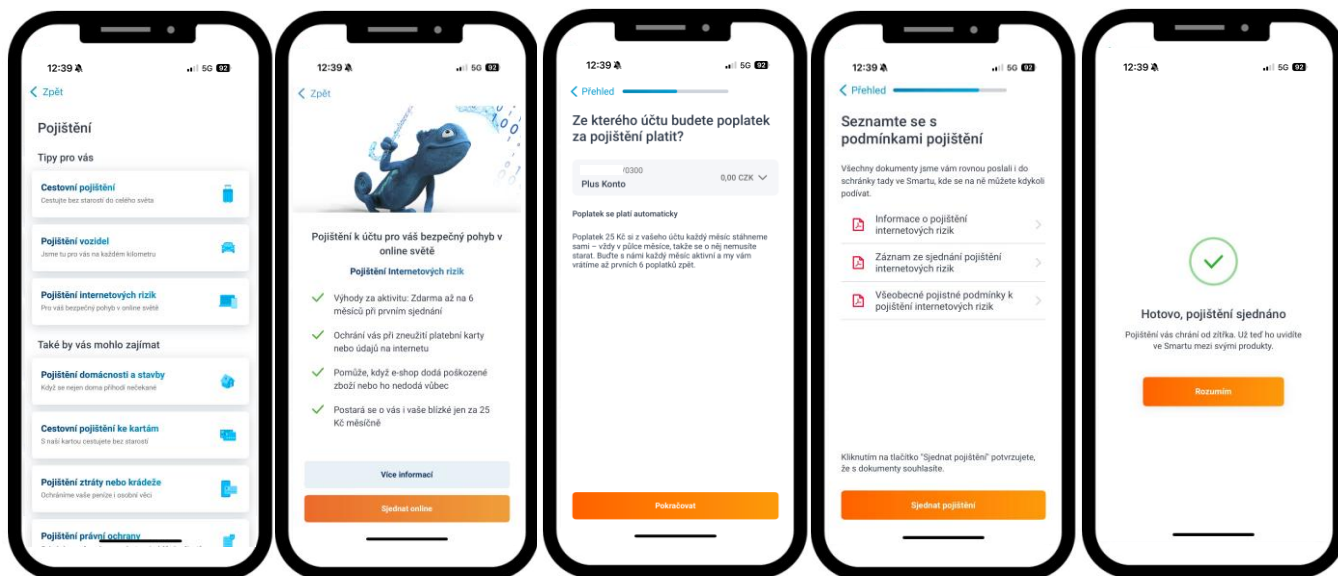 12:39
5G 92
Zpět
Pojištění
Tipy pro vás
Cestovní pojištění
Cestujte bez starostí do celého světa
Pojištění vozidel
Jsme tu pro vás na každém kilometru
Pojištění internetových rizik
Pro váš bezpečný pohyb v online světě
Také by vás mohlo zajímat
Pojištění domácnosti a stavby
Když se nejen doma přihodí nečekané
Cestovní pojištění ke kartám
S naší kartou cestujete bez starostí
Pojištění ztráty nebo krádeže
Ochráníme vaše peníze i osobní věci
Pojištění právní ochrany
12:39
5G 92
Zpět
Pojištění k účtu pro váš bezpečný pohyb v
online světě
Pojištění Internetových rizik
Výhody za aktivitu: Zdarma až na 6
měsíců při prvním sjednání
Ochrání vás při zneužití platební karty
nebo údajů na internetu
Pomůže, když e-shop dodá poškozené
zboží nebo ho nedodá vůbec
Postará se o vás i vaše blízké jen za 25
Kč měsíčně
Více informací
Sjednat online
12:39
5G 92
Přehled
Ze kterého účtu budete poplatek
za pojištění platit?
/0300
Plus Konto
0,00 CZK
Poplatek se platí automaticky
Poplatek 25 Kč si z vašeho účtu každý měsíc stáhneme
sami – vždy v půlce měsíce, takže se o něj nemusíte
starat. Buďte s námi každý měsíc aktivní a my vám
vrátíme až prvních 6 poplatků zpět.
Pokračovat
12:39
5G 92
Přehled
Seznamte se s
podmínkami pojištění
Všechny dokumenty jsme vám rovnou poslali i do
schránky tady ve Smartu, kde se na ně můžete kdykoli
podívat.
Informace o pojištění
internetových rizik
Záznam ze sjednání pojištění
internetových rizik
Všeobecné pojistné podmínky k
pojištění internetových rizik
Kliknutím na tlačítko "Sjednat pojištění" potvrzujete,
že s dokumenty souhlasíte.
Sjednat pojištění
12:39
5G 92
Hotovo, pojištění sjednáno
Pojištění vás chrání od zítřka. Už teď ho uvidíte
ve Smartu mezi svými produkty.
Rozumím